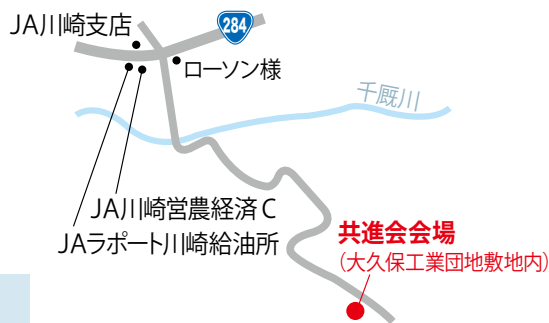 JA川崎支店
284
ローソン様
千厩川
JA川崎営農経済C
JAラポート川崎給油所
共進会会場
(大久保工業団地敷地内)